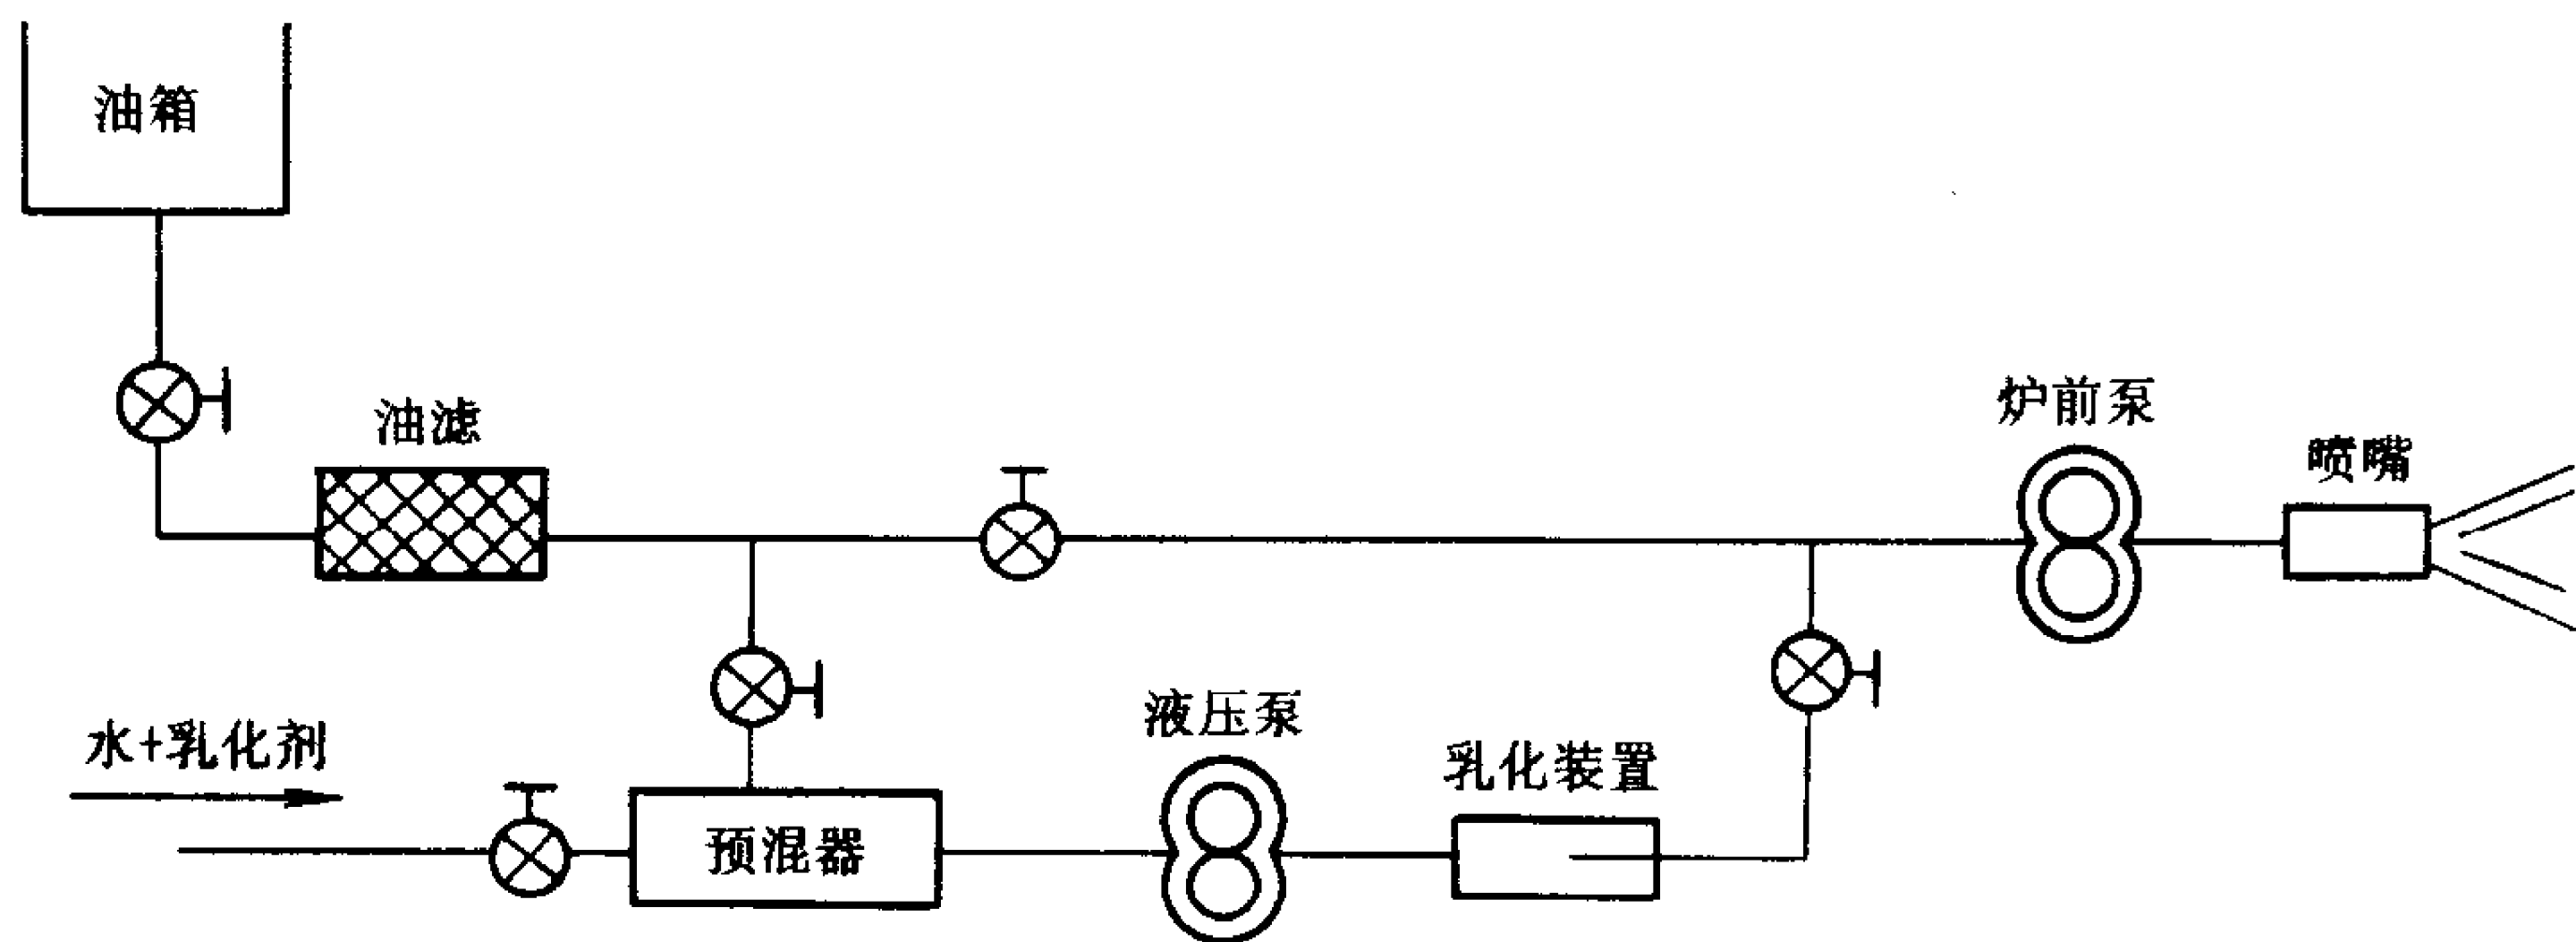 油箱
油滤
炉前泵
喷嘴
水+乳化剂
预混器
液压泵
乳化装置